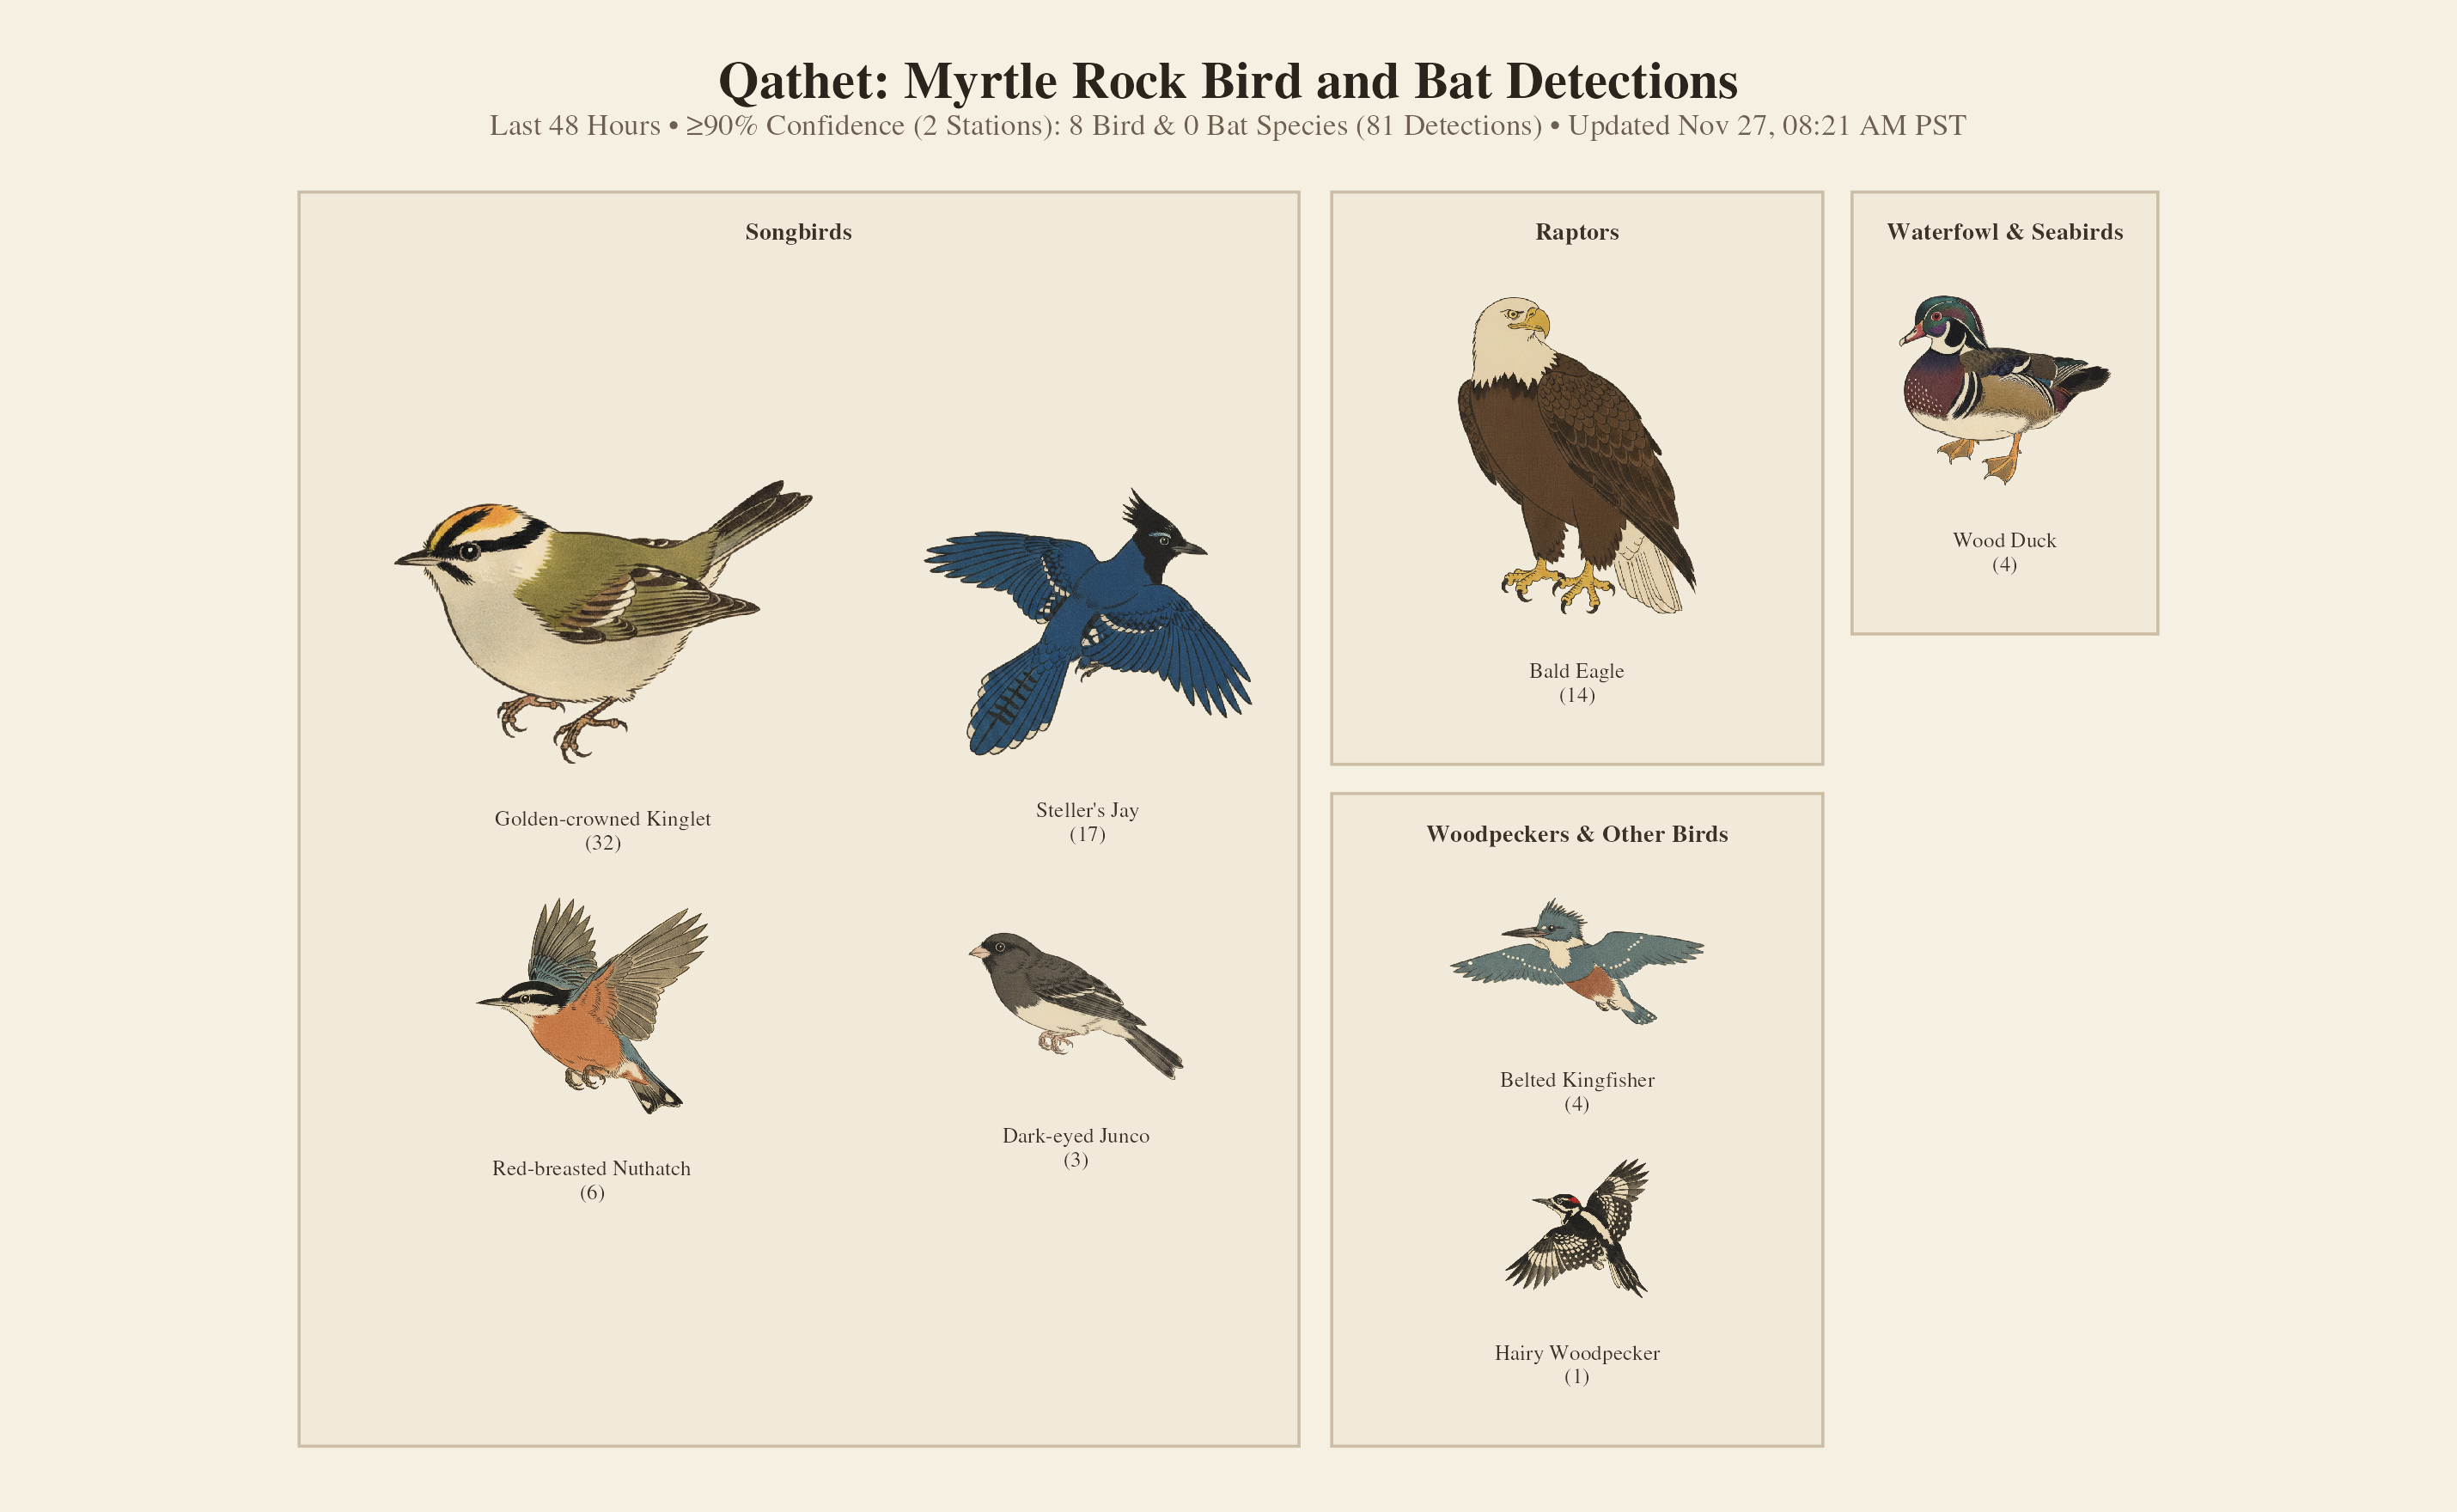 Qathet: Myrtle Rock Bird and Bat Detections
Last 48 Hours • ≥90% Confidence (2 Stations): 8 Bird & 0 Bat Species (81 Detections) • Updated Nov 27, 08:21 AM PST
Songbirds
Golden-crowned Kinglet
(32)
Steller's Jay
(17)
Red-breasted Nuthatch
(6)
Dark-eyed Junco
(3)
Raptors
Bald Eagle
(14)
Woodpeckers & Other Birds
Belted Kingfisher
(4)
Hairy Woodpecker
(1)
Waterfowl & Seabirds
Wood Duck
(4)